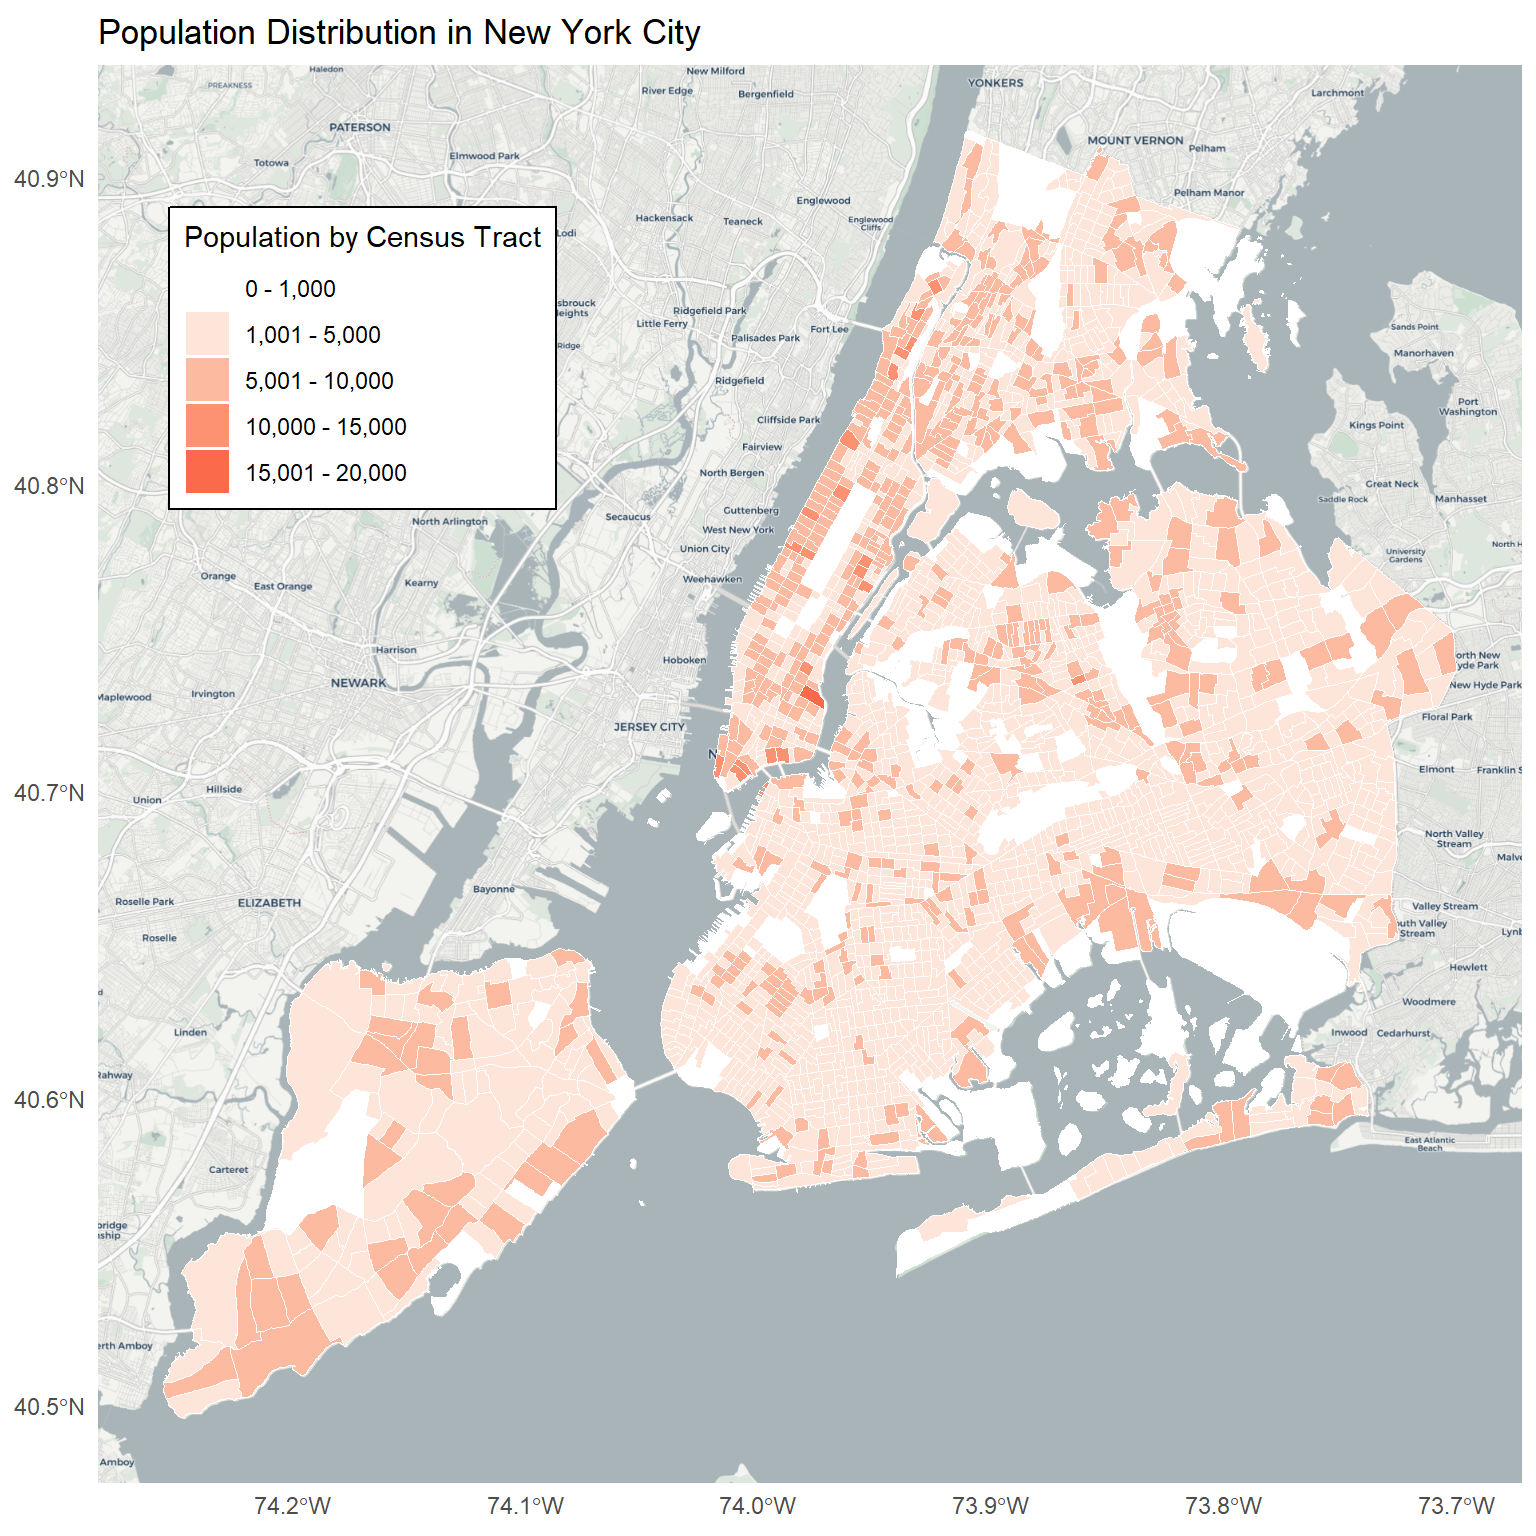 Population Distribution in New York City
40.9°N
40.8°N
40.7°N
40.6°N
40.5°N
74.2°W
74.1°W
74.0°W
73.9°W
73.8°W
73.7°W
Population by Census Tract
0 - 1,000
1,001 - 5,000
5,001 - 10,000
10,000 - 15,000
15,001 - 20,000
Haledon
PREAKNESS
New Milford
River Edge
Bergenfield
YONKERS
Larchmont
PATERSON
MOUNT VERNON
Pelham
Totowa
Elmwood Park
Pelham Manor
Englewood
Hackensack
Teaneck
Englewood
Cliffs
Lodi
sbrouck
Heights
Ridgefield Park
Little Ferry
Palisades Park
Fort Lee
Ridge
Ridgefield
Sands Point
Manorhaven
Port
Washington
Cliffside Park
Kings Point
Fairview
North Bergen
Great Neck
Saddle Rock
Manhasset
Guttenberg
North Arlington
Secaucus
West New York
Union City
University
Gardens
North H
Orange
East Orange
Kearny
Weehawken
Harrison
Hoboken
orth New
yde Park
NEWARK
Maplewood
Irvington
New Hyde Park
JERSEY CITY
Floral Park
N
Elmont
Franklin S
Hillside
Union
North Valley
Stream
Malve
Bayonne
Roselle Park
ELIZABETH
Valley Stream
Roselle
outh Valley
Stream
Lynb
Hewlett
d
Woodmere
Linden
Inwood
Cedarhurst
Rahway
East Atlantic
Beach
Carteret
bridge
nship
erth Amboy
Amboy